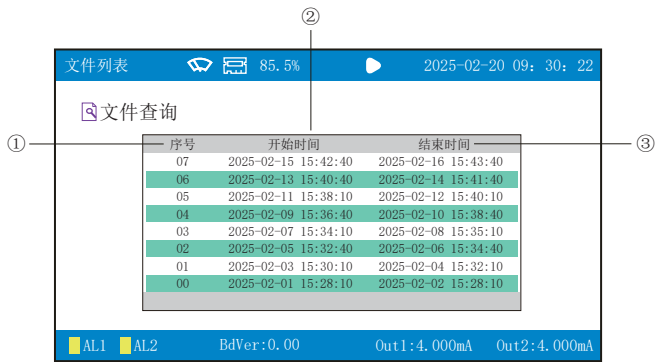 ②
文件列表 85.5% 2025-02-20 09：30：22
文件查询
① 序号 开始时间 结束时间 ③
07 2025-02-15 15:42:40 2025-02-16 15:43:40
06 2025-02-13 15:40:40 2025-02-14 15:41:40
05 2025-02-11 15:38:10 2025-02-12 15:40:10
04 2025-02-09 15:36:40 2025-02-10 15:38:40
03 2025-02-07 15:34:10 2025-02-08 15:35:10
02 2025-02-05 15:32:40 2025-02-06 15:34:40
01 2025-02-03 15:30:10 2025-02-04 15:32:10
00 2025-02-01 15:28:10 2025-02-02 15:28:10
AL1 AL2 BdVer:0.00 Out1:4.000mA Out2:4.000mA